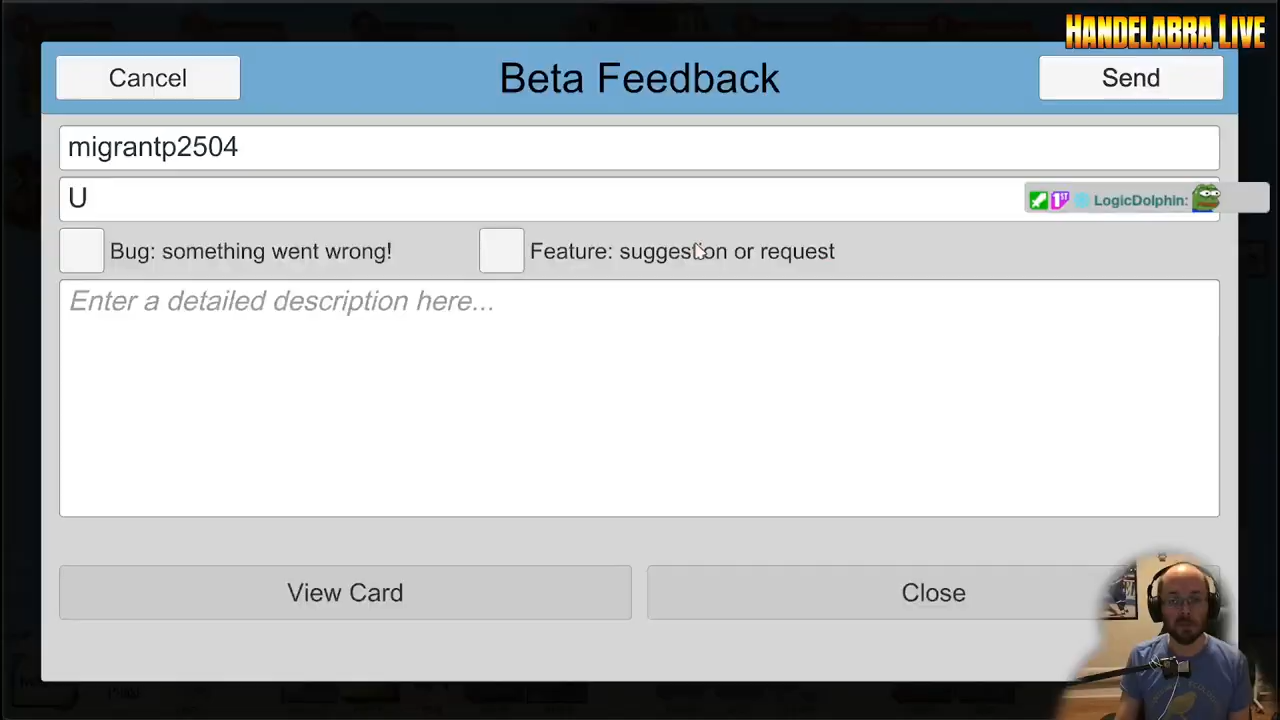 HANDELABRA LIVE
Cancel
Beta Feedback
Send
migrantp2504
U
LogicDolphin:
Bug: something went wrong!
Feature: suggestion or request
Enter a detailed description here...
View Card
Close